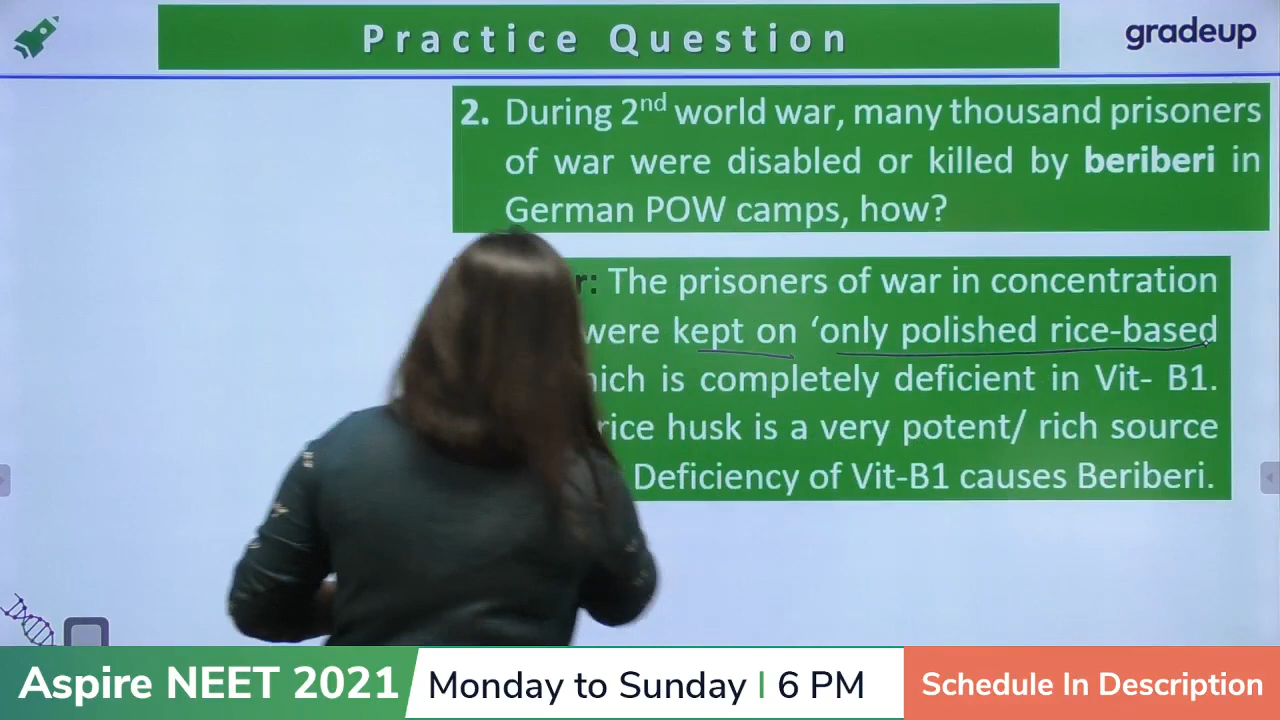 Practice Question
gradeup
2. During 2nd world war, many thousand prisoners
of war were disabled or killed by beriberi in
German POW camps, how?
The prisoners of war in concentration
were kept on ‘only polished rice-based
is completely deficient in Vit- B1.
rice husk is a very potent/ rich source
Deficiency of Vit-B1 causes Beriberi.
Aspire NEET 2021
Monday to Sunday | 6 PM
Schedule In Description